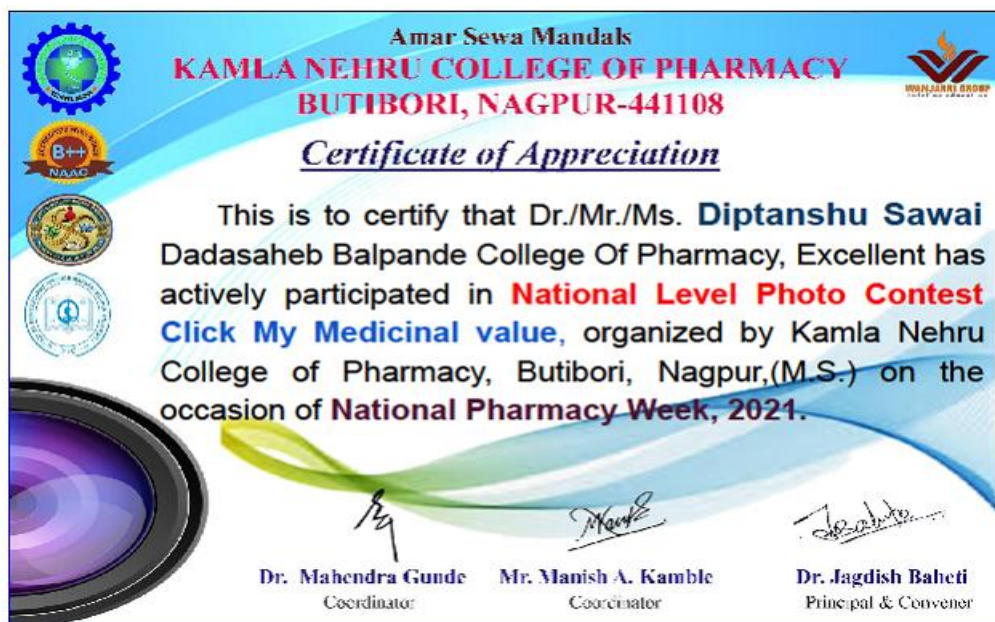 Amar Sewa Mandals
KAMLA NEHRU COLLEGE OF PHARMACY
BUTIBORI, NAGPUR-441108
WANJARRI GROUP
B++
NAAC
Certificate of Appreciation
This is to certify that Dr./Mr./Ms. Diptanshu Sawai
Dadasaheb Balpande College Of Pharmacy, Excellent has
actively participated in National Level Photo Contest
Click My Medicinal value, organized by Kamla Nehru
College of Pharmacy, Butibori, Nagpur,(M.S.) on the
occasion of National Pharmacy Week, 2021.
Dr. Mahendra Gunde
Mr. Manish A. Kamble
Dr. Jagdish Baheti
Coordinator
Coordinator
Principal & Convener